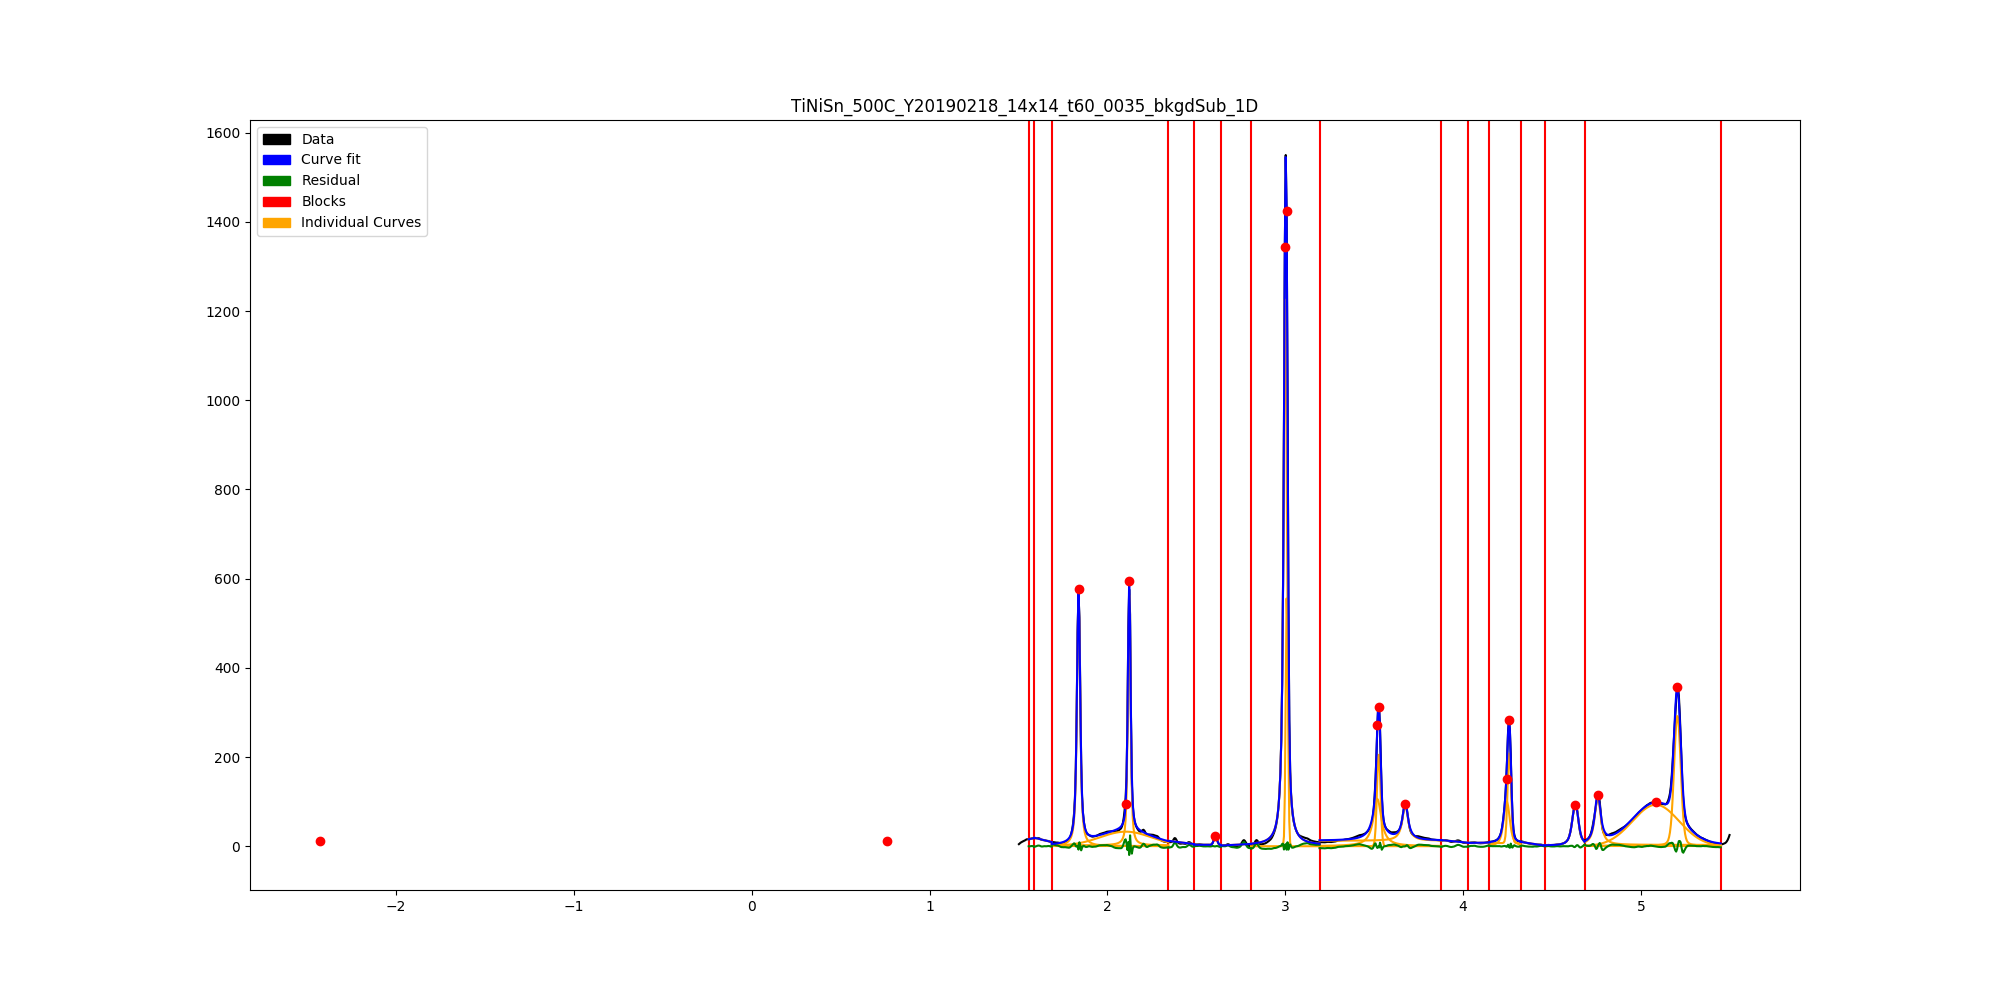 TiNiSn_500C_Y20190218_14x14_t60_0035_bkgdSub_1D
Data
Curve fit
Residual
Blocks
Individual Curves
1600
1400
1200
1000
800
600
400
200
0
−2
−1
0
1
2
3
4
5